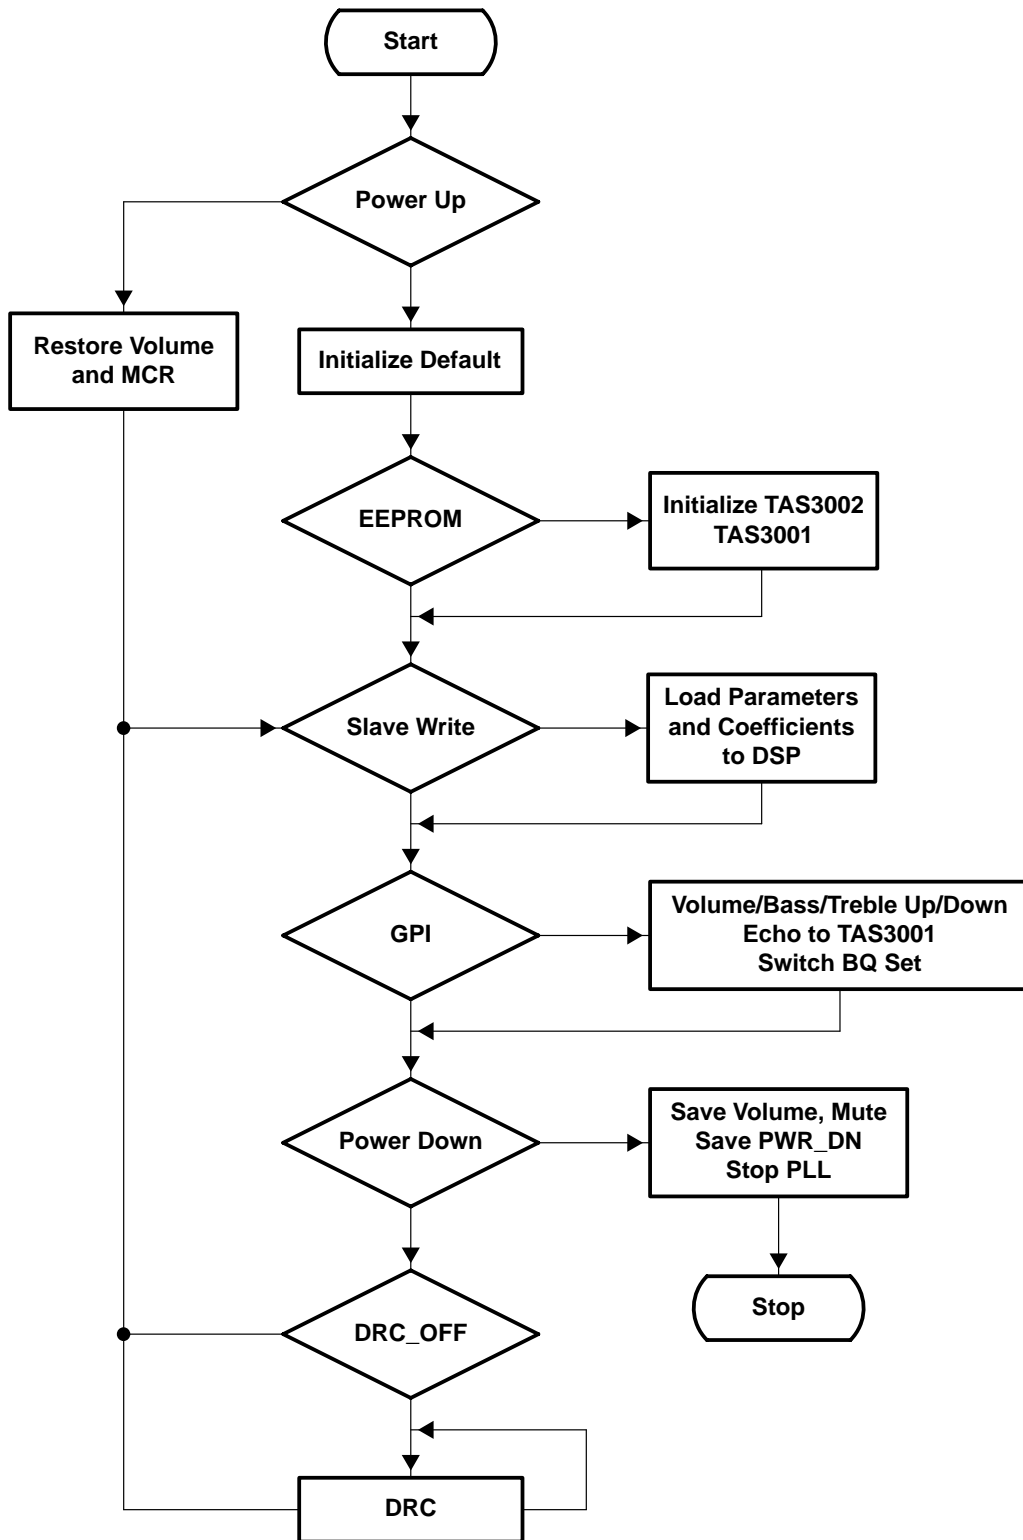 Start
Power Up
Restore Volume
and MCR
Initialize Default
EEPROM
Initialize TAS3002
TAS3001
Slave Write
Load Parameters
and Coefficients
to DSP
GPI
Volume/Bass/Treble Up/Down
Echo to TAS3001
Switch BQ Set
Power Down
Save Volume, Mute
Save PWR_DN
Stop PLL
DRC_OFF
Stop
DRC